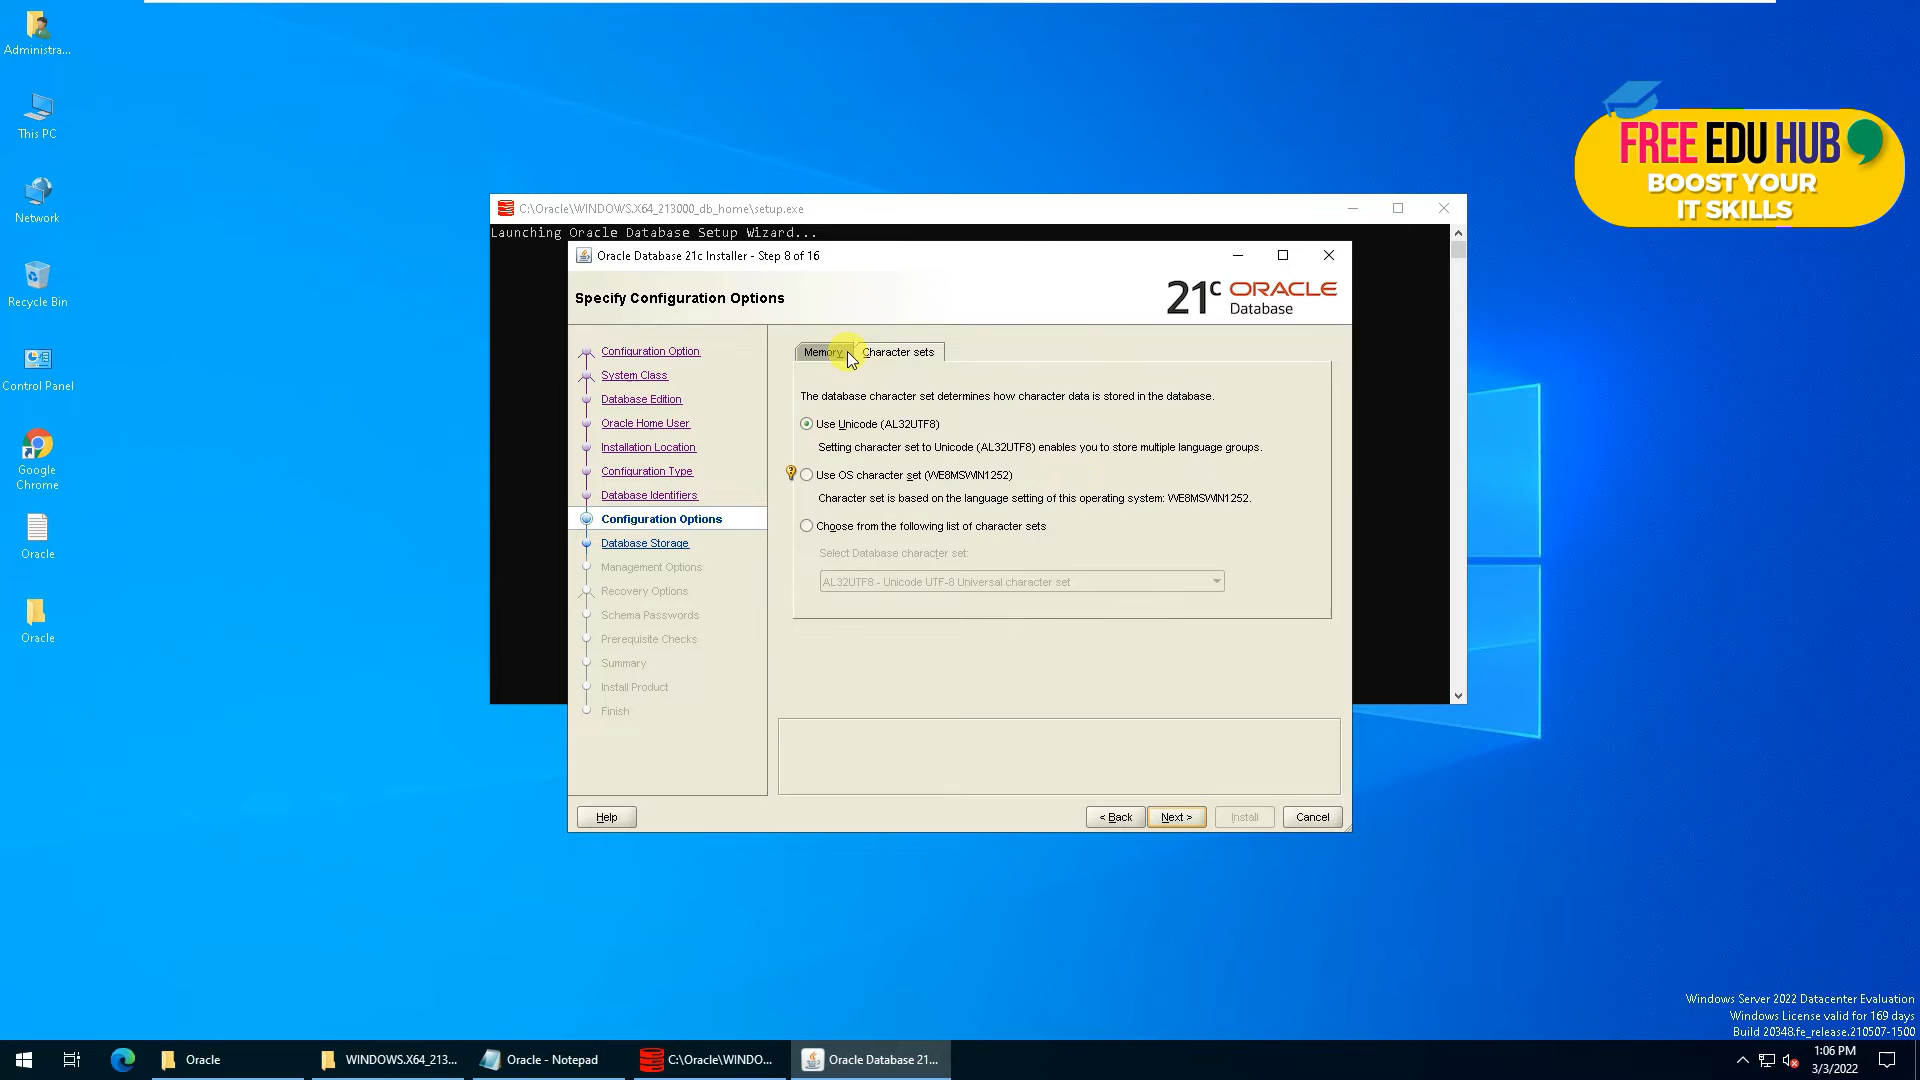 Administra...
This PC
Network
Recycle Bin
Control Panel
Google
Chrome
Oracle
Oracle
FREE EDU HUB
BOOST YOUR
IT SKILLS
C:\Oracle\WINDOWS.X64_213000_db_home\setup.exe
Launching Oracle Database Setup Wizard...
Oracle Database 21c Installer - Step 8 of 16
Specify Configuration Options
21c ORACLE
Database
Configuration Option
System Class
Database Edition
Oracle Home User
Installation Location
Configuration Type
Database Identifiers
Configuration Options
Database Storage
Management Options
Recovery Options
Schema Passwords
Prerequisite Checks
Summary
Install Product
Finish
Memory Character sets
The database character set determines how character data is stored in the database.
Use Unicode (AL32UTF8)
Setting character set to Unicode (AL32UTF8) enables you to store multiple language groups.
Use OS character set (WE8MSWIN1252)
Character set is based on the language setting of this operating system: WE8MSWIN1252.
Choose from the following list of character sets
Select Database character set:
AL32UTF8 - Unicode UTF-8 Universal character set
Help
< Back Next > Install Cancel
Windows Server 2022 Datacenter Evaluation
Windows License valid for 169 days
Build 20348.fe_release.210507-1500
Oracle WINDOWS.X64_213... Oracle - Notepad C:\Oracle\WINDO... Oracle Database 21...
1:06 PM
3/3/2022